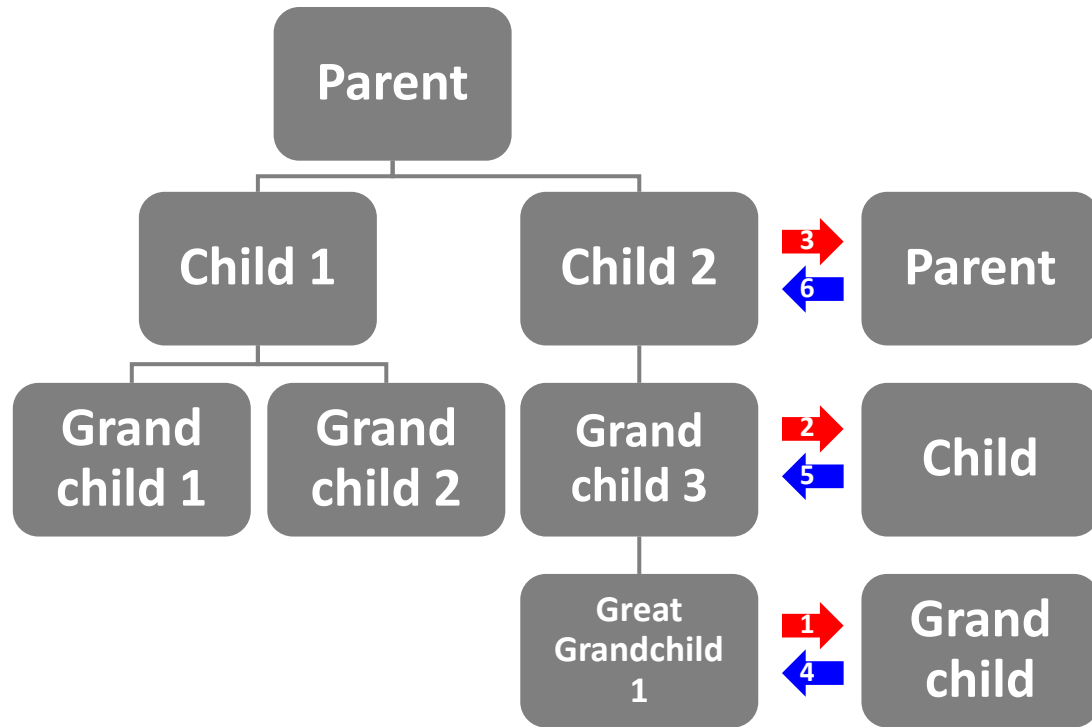 Parent
Child 1
Child 2
3
6
Parent
Grand
child 1
Grand
child 2
Grand
child 3
2
5
Child
Great
Grandchild
1
1
4
Grand
child